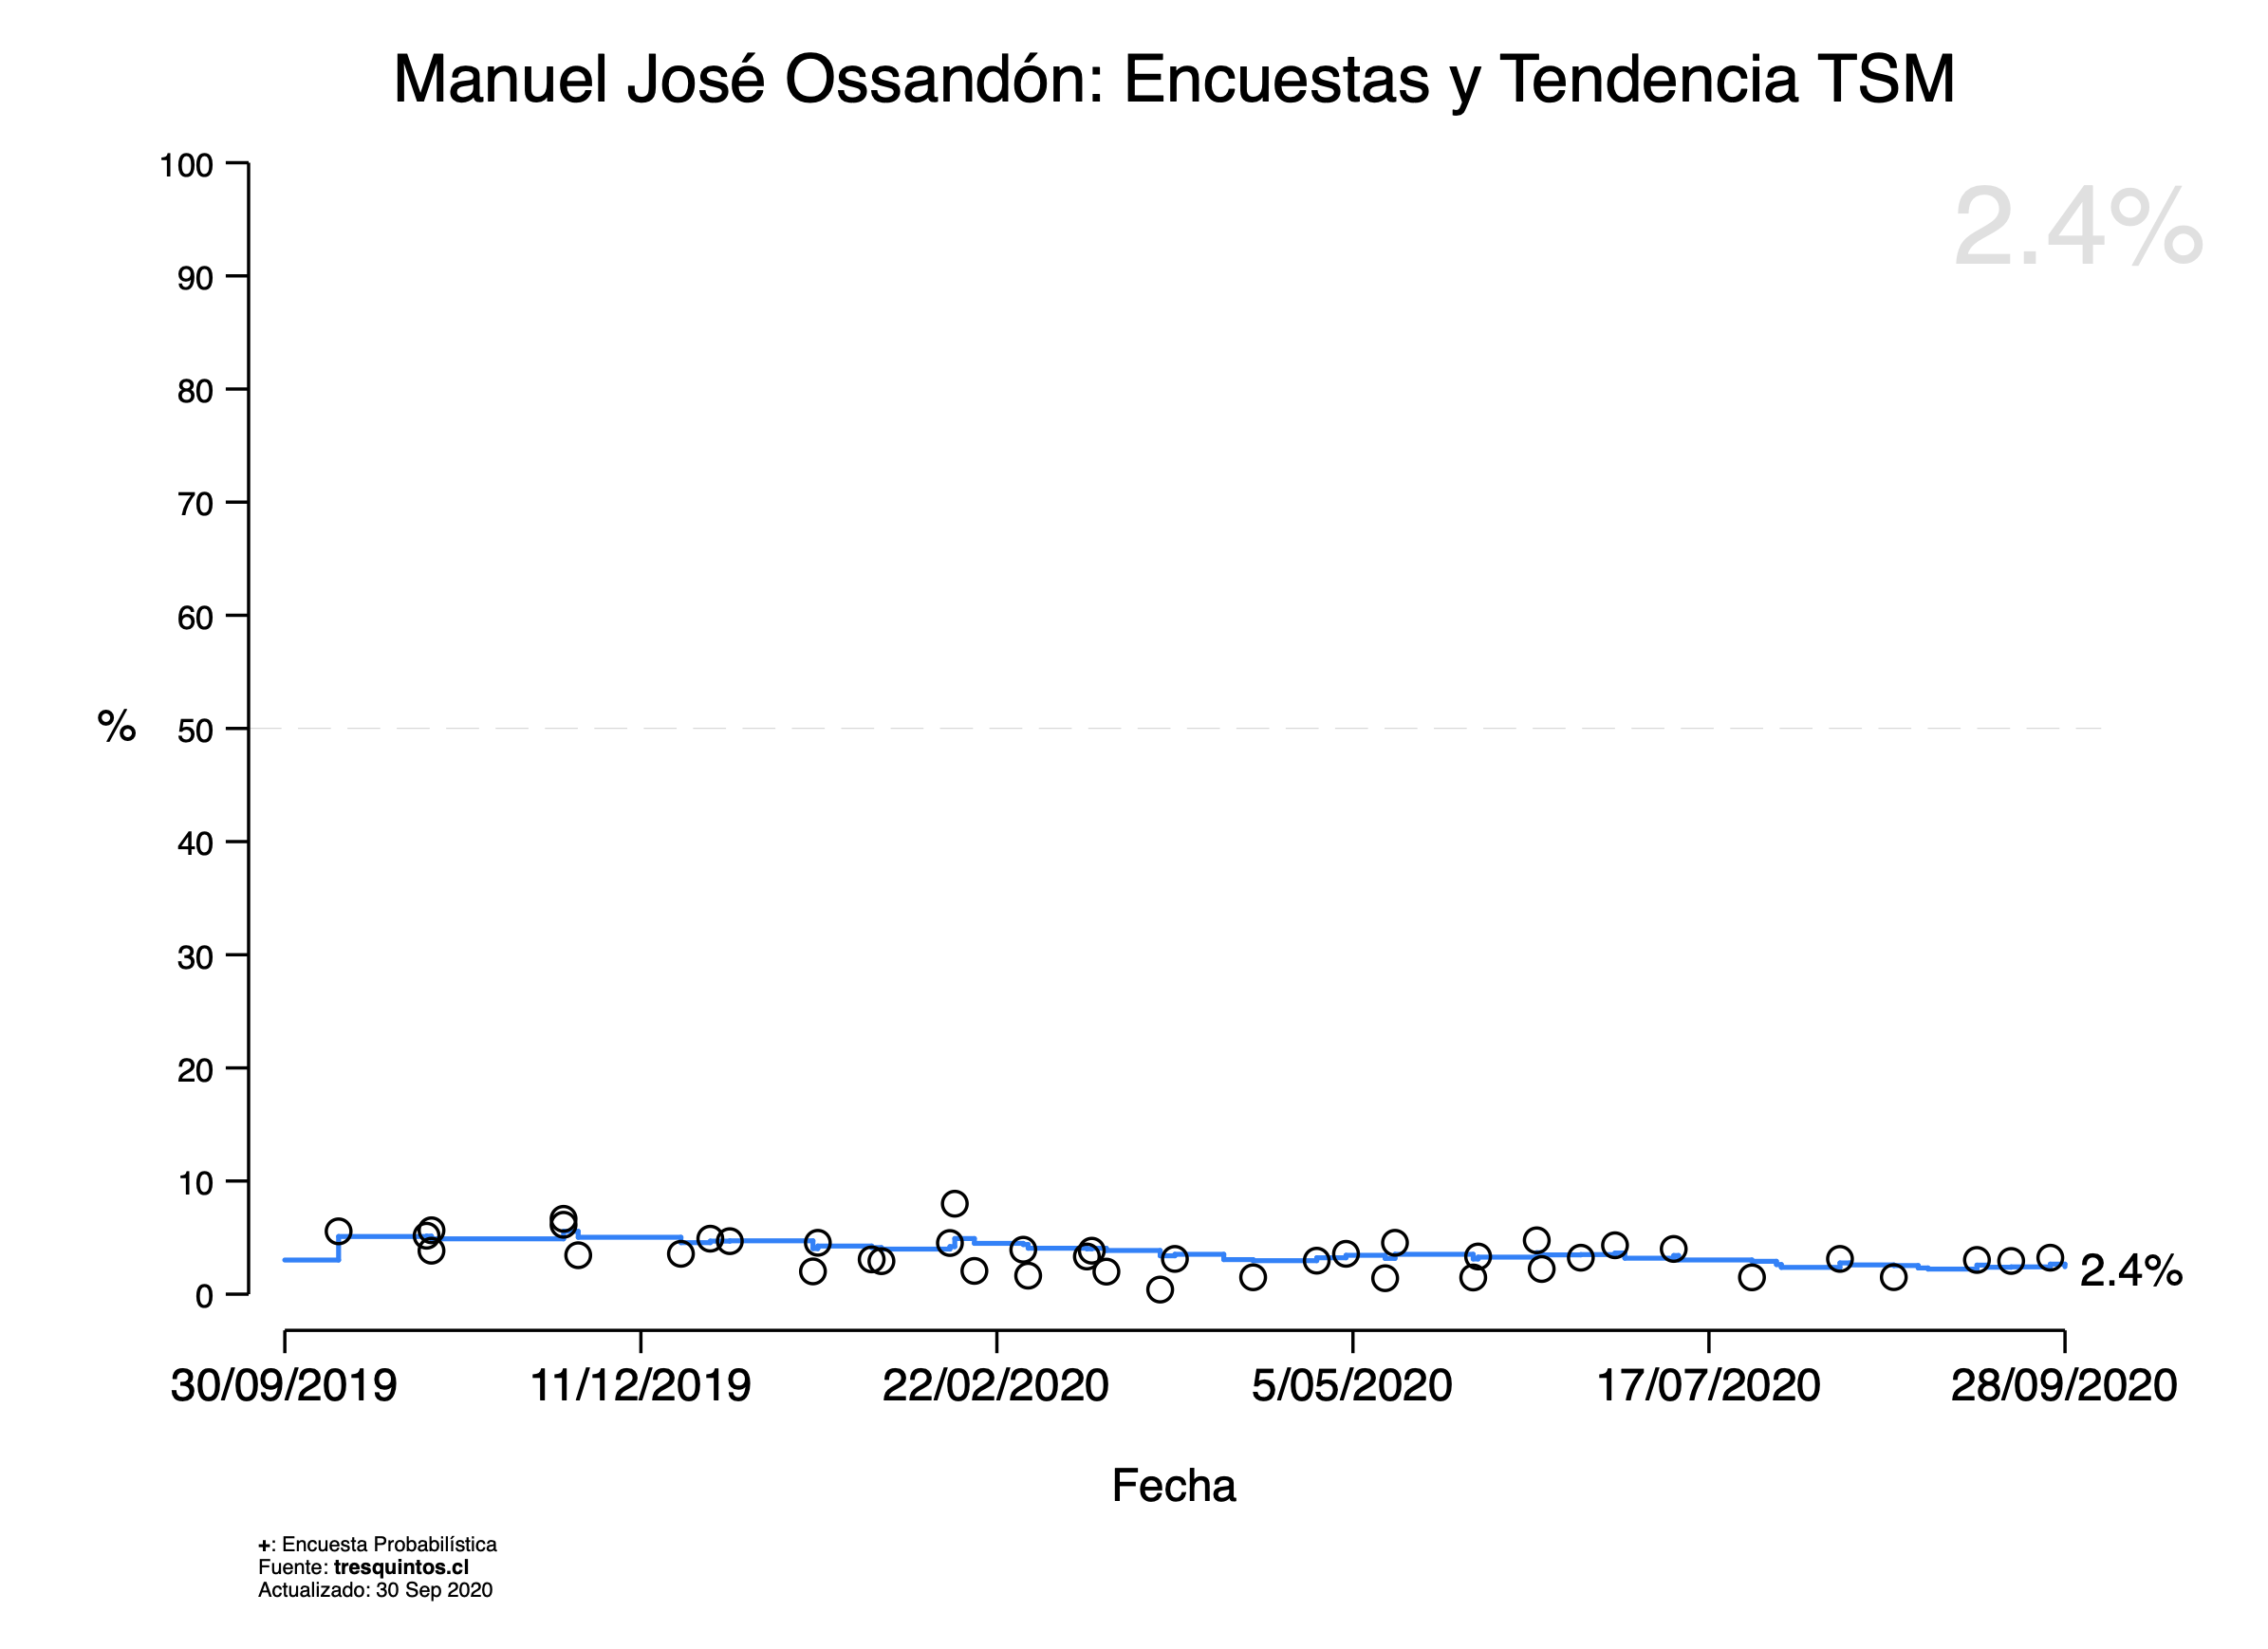 Manuel José Ossandón: Encuestas y Tendencia TSM
2.4%
100
90
80
70
60
% 50
40
30
20
10
0
2.4%
30/09/2019 11/12/2019 22/02/2020 5/05/2020 17/07/2020 28/09/2020
Fecha
+: Encuesta Probabilística
Fuente: tresquintos.cl
Actualizado: 30 Sep 2020